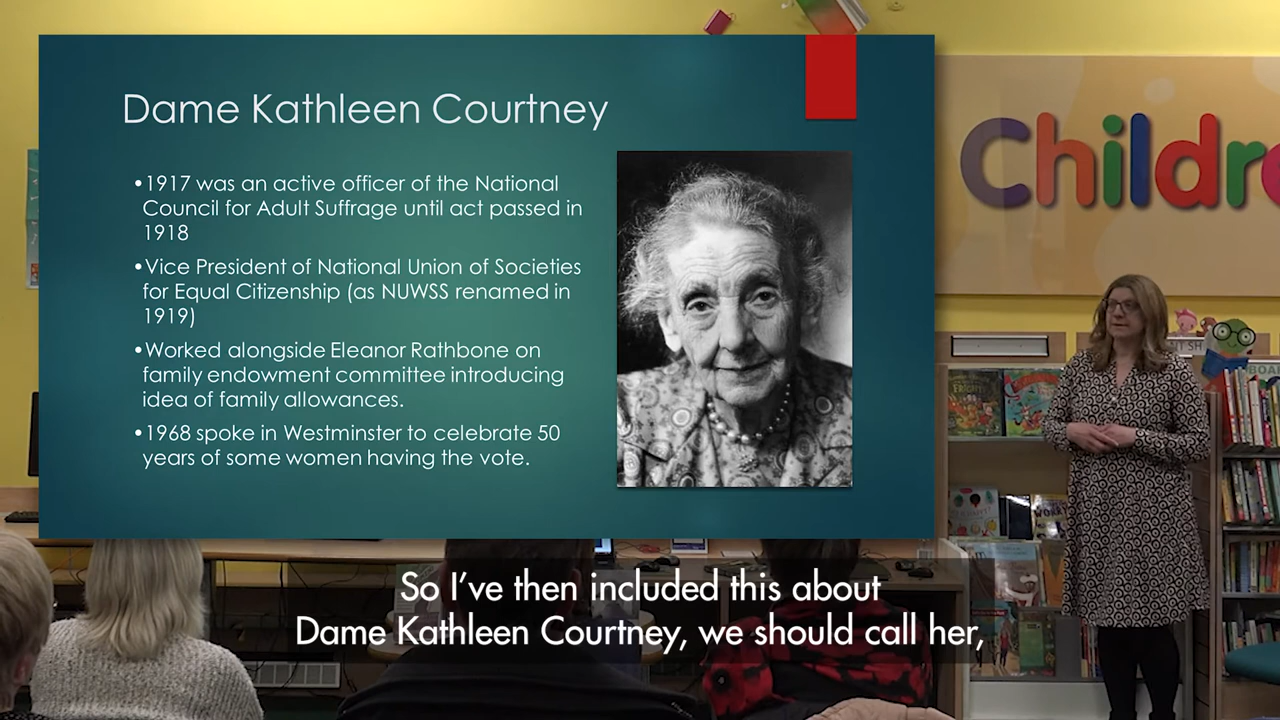 Dame Kathleen Courtney
•1917 was an active officer of the National
Council for Adult Suffrage until act passed in
1918
•Vice President of National Union of Societies
for Equal Citizenship (as NUWSS renamed in
1919)
•Worked alongside Eleanor Rathbone on
family endowment committee introducing
idea of family allowances.
•1968 spoke in Westminster to celebrate 50
years of some women having the vote.
Childre
So I've then included this about
Dame Kathleen Courtney, we should call her,